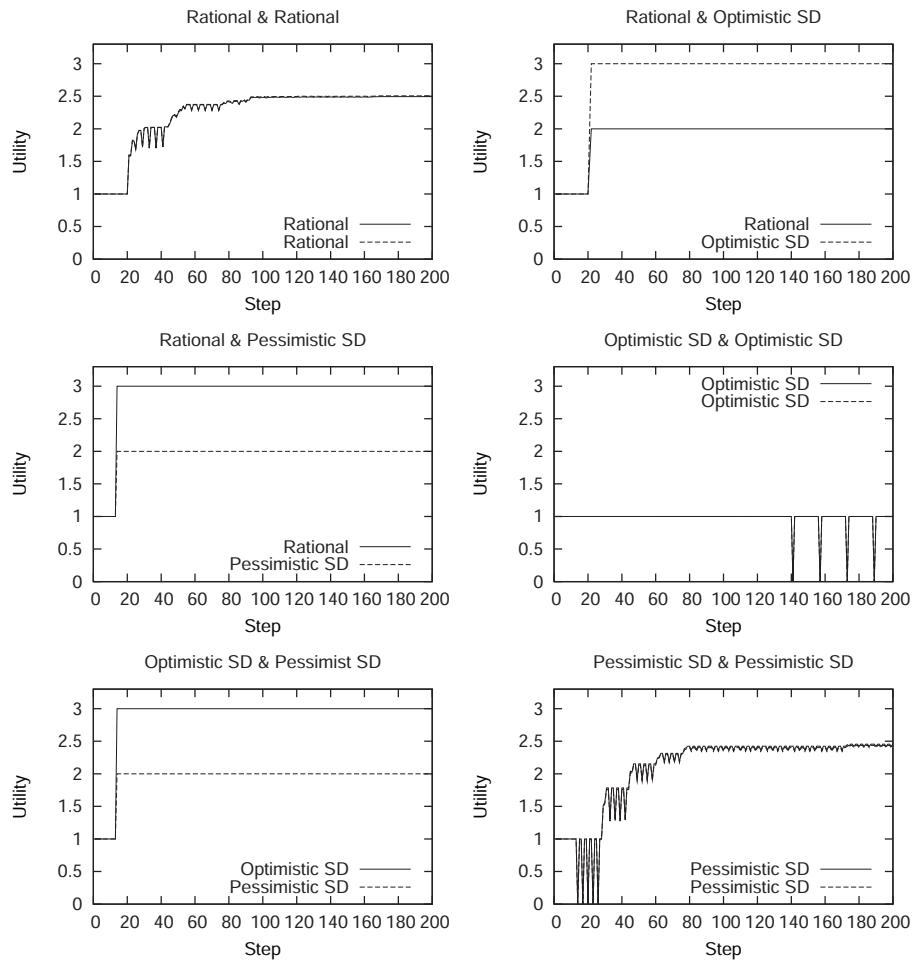 Rational & Rational
Utility
3
2.5
2
1.5
1
0.5
0
Rational
Rational
0 20 40 60 80 100 120 140 160 180 200
Step
Rational & Optimistic SD
Utility
3
2.5
2
1.5
1
0.5
0
Rational
Optimistic SD
0 20 40 60 80 100 120 140 160 180 200
Step
Rational & Pessimistic SD
Utility
3
2.5
2
1.5
1
0.5
0
Rational
Pessimistic SD
0 20 40 60 80 100 120 140 160 180 200
Step
Optimistic SD & Optimistic SD
Utility
3
2.5
2
1.5
1
0.5
0
Optimistic SD
Optimistic SD
0 20 40 60 80 100 120 140 160 180 200
Step
Optimistic SD & Pessimist SD
Utility
3
2.5
2
1.5
1
0.5
0
Optimistic SD
Pessimistic SD
0 20 40 60 80 100 120 140 160 180 200
Step
Pessimistic SD & Pessimistic SD
Utility
3
2.5
2
1.5
1
0.5
0
Pessimistic SD
Pessimistic SD
0 20 40 60 80 100 120 140 160 180 200
Step